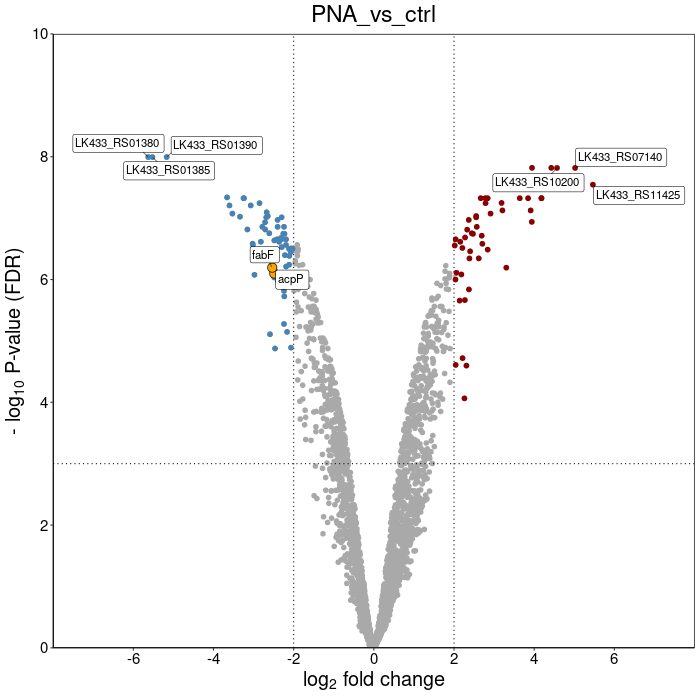 PNA_vs_ctrl
10
8
6
4
2
0
- log10 P-value (FDR)
LK433_RS01380
LK433_RS01390
LK433_RS01385
LK433_RS07140
LK433_RS10200
LK433_RS11425
fabF
acpP
-6 -4 -2 0 2 4 6
log2 fold change